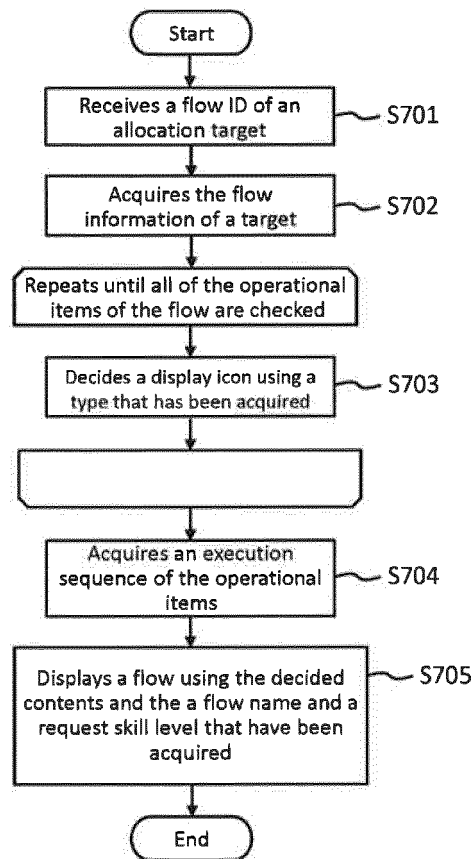 Start
Receives a flow ID of an
allocation target
S701
Acquires the flow
information of a target
S702
Repeats until all of the operational
items of the flow are checked
Decides a display icon using a
type that has been acquired
S703
Acquires an execution
sequence of the operational
items
S704
Displays a flow using the decided
contents and the a flow name and a
request skill level that have been
acquired
S705
End